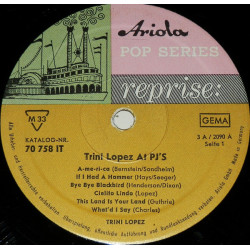 Ariola
POP SERIES
reprise:
M 33
GEMA
KATALOG-NR.
70 758 IT
3 A / 2090 A
Seite 1
Trini Lopez At PJ'S
A-me-ri-ca (Bernstein/Sondheim)
If I Had A Hammer (Hays/Seeger)
Bye Bye Blackbird (Henderson/Dixon)
Cielito Lindo (Lopez)
This Land Is Your Land (Guthrie)
What'd I Say (Charles)
TRINI LOPEZ